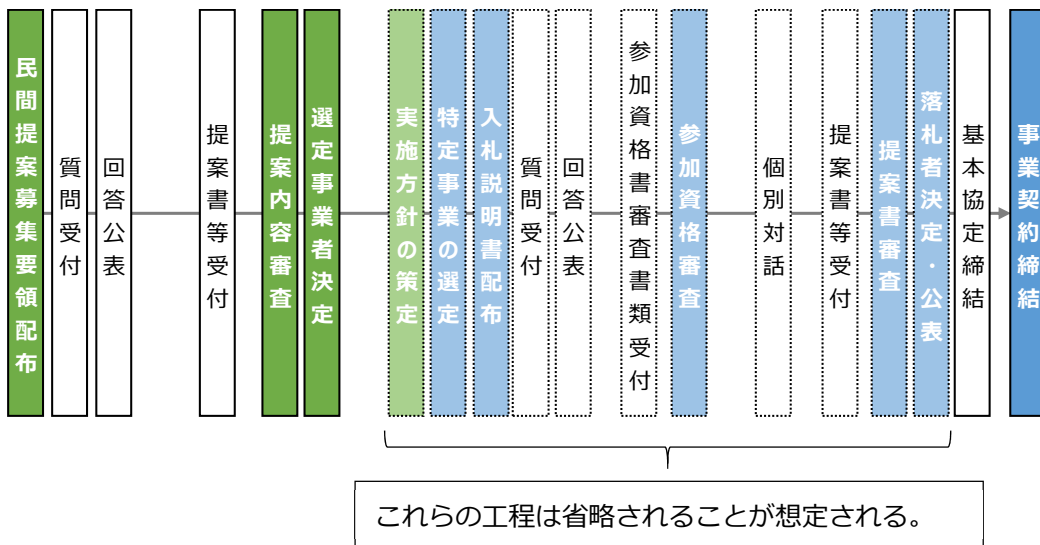 民間提案募集要領配布
質問受付
回答公表
提案書等受付
提案内容審査
選定事業者決定
実施方針の策定
特定事業の選定
入札説明書配布
質問受付
回答公表
参加資格書審査書類受付
参加資格審査
個別対話
提案書等受付
提案書審査
落札者決定・公表
基本協定締結
事業契約締結
これらの工程は省略されることが想定される。